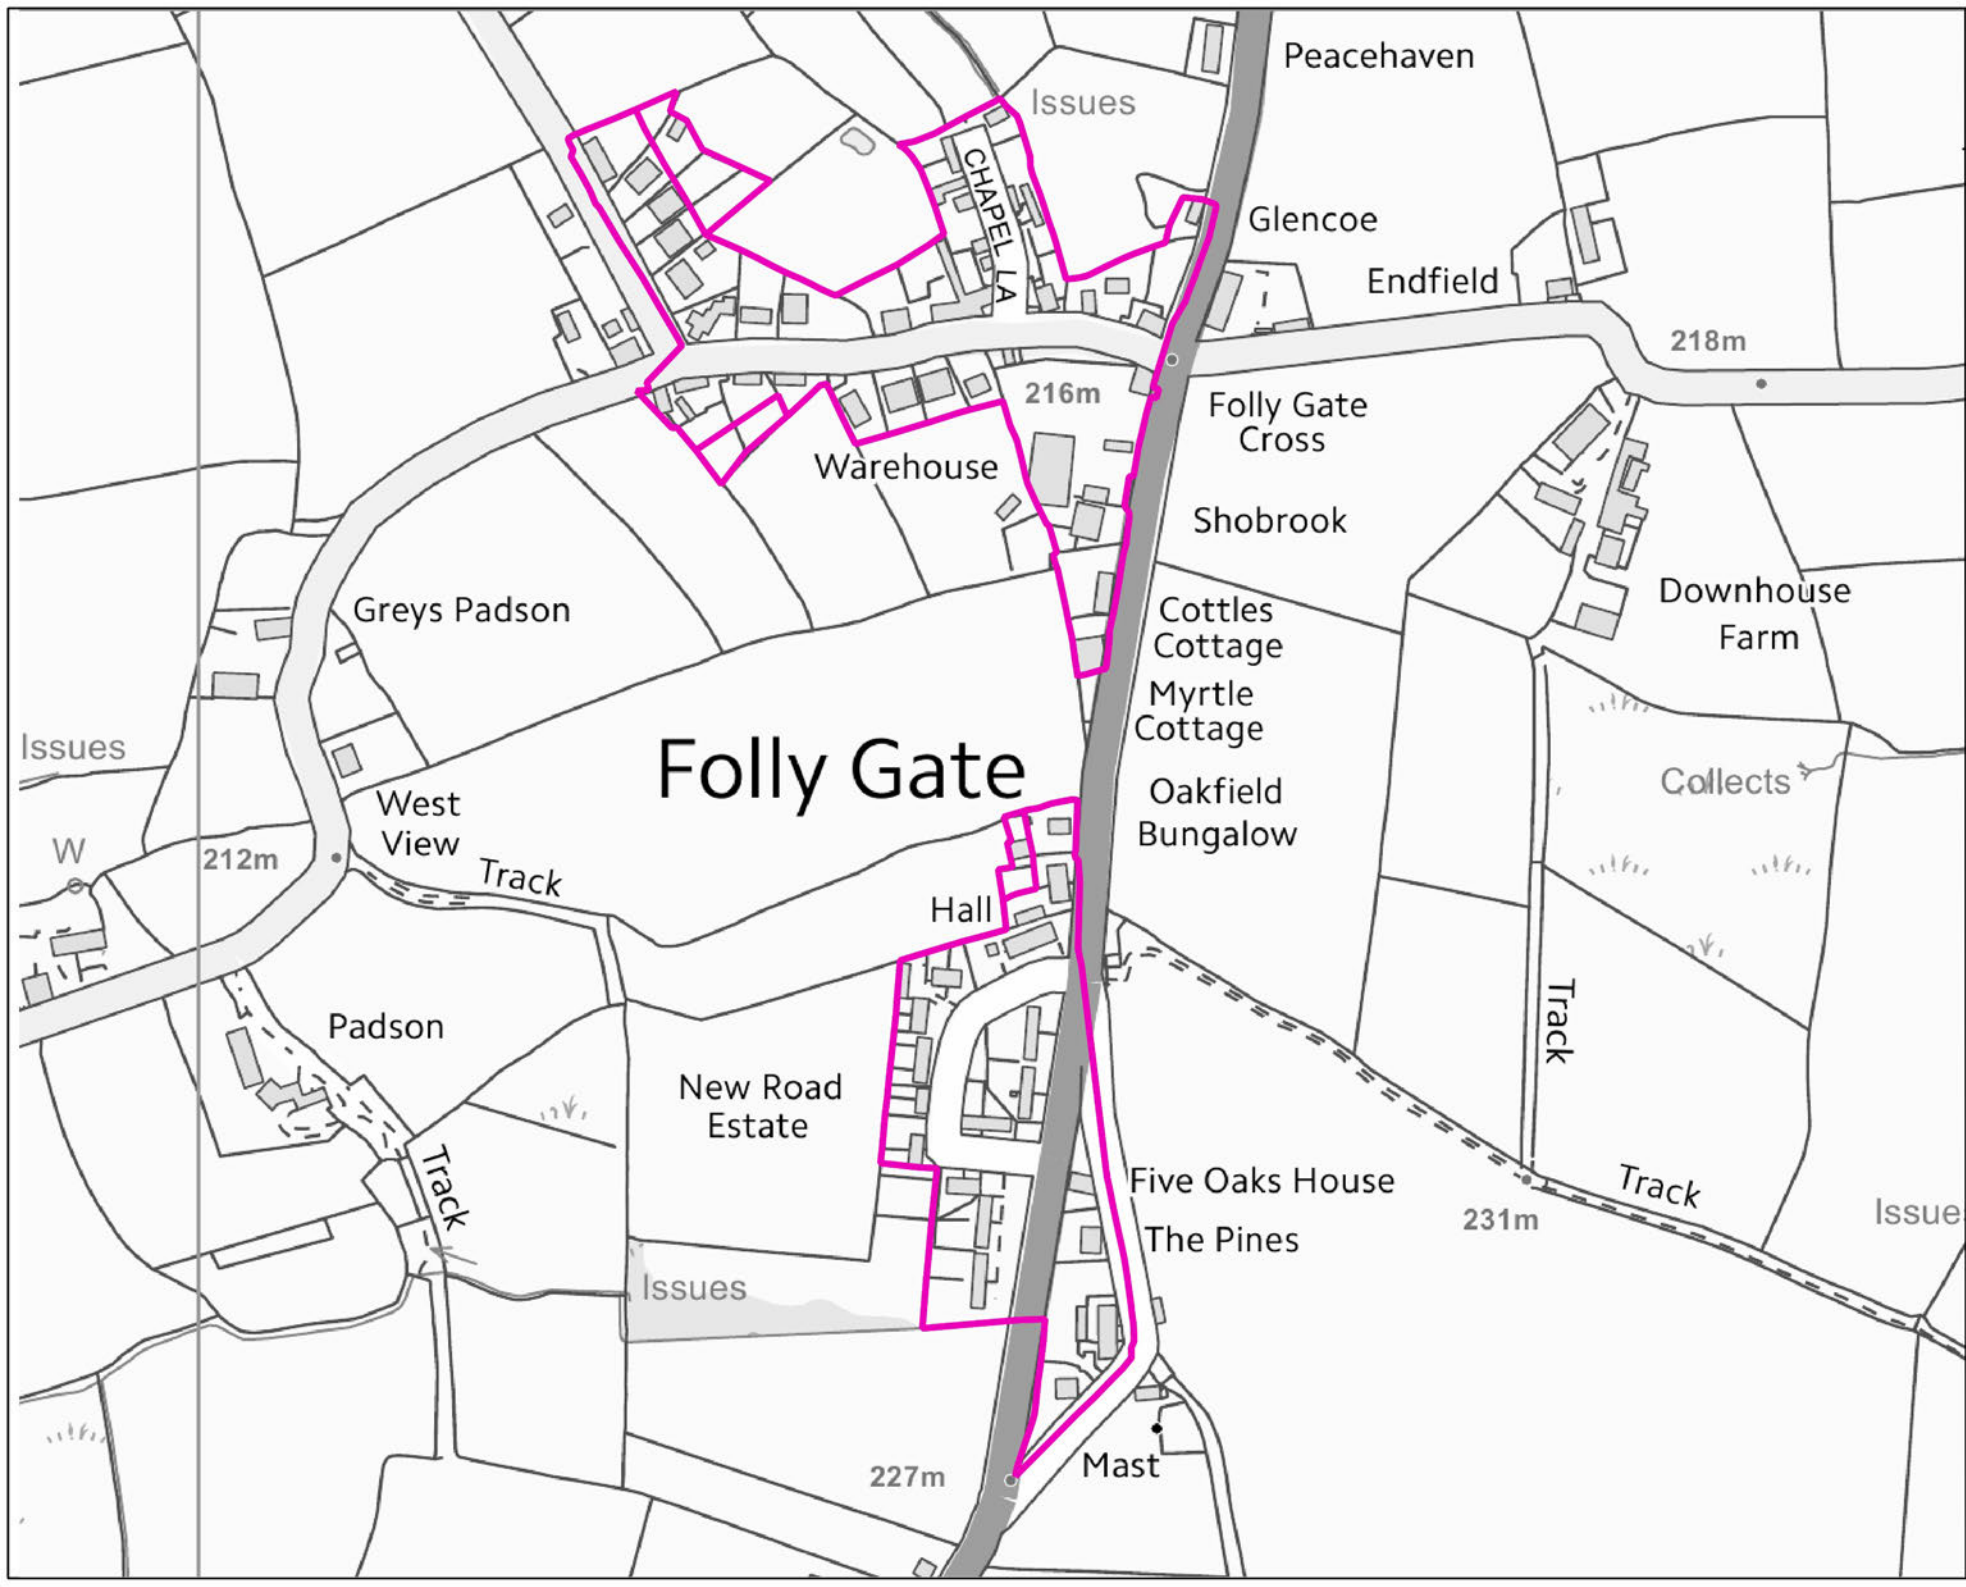 Peacehaven
Issues
CHAPEL LA
Glencoe
Endfield
218m
216m
Folly Gate
Cross
Warehouse
Shobrook
Greys Padson
Cottles
Cottage
Downhouse
Farm
Myrtle
Cottage
Issues
Folly Gate
Collects
West
View
Oakfield
Bungalow
W
212m
Track
Hall
Padson
Track
New Road
Estate
Track
Five Oaks House
Track
231m
Issue
The Pines
Issues
Mast
227m